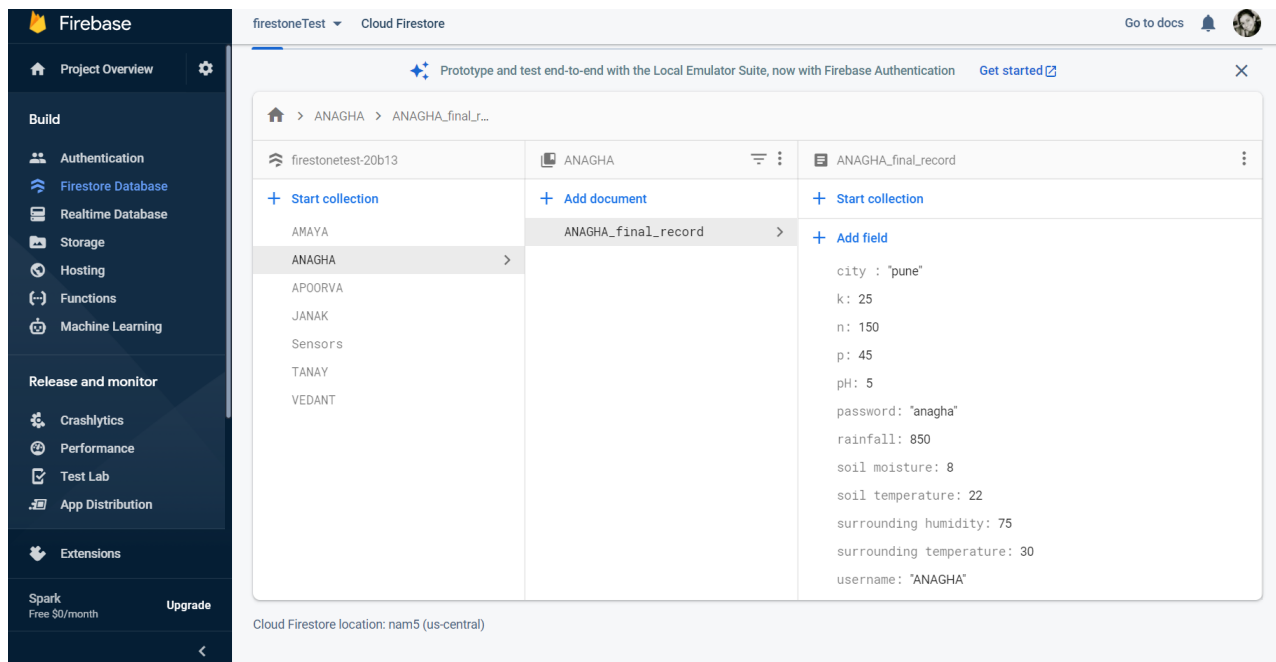 Firebase
firestoneTest
Cloud Firestore
Go to docs
Project Overview
Prototype and test end-to-end with the Local Emulator Suite, now with Firebase Authentication
Get started
Build
Authentication
Firestore Database
Realtime Database
Storage
Hosting
Functions
Machine Learning
Release and monitor
Crashlytics
Performance
Test Lab
App Distribution
Extensions
Spark
Free $0/month
Upgrade
ANAGHA > ANAGHA_final_r...
firestonetest-20b13
Start collection
AMAYA
ANAGHA
APOORVA
JANAK
Sensors
TANAY
VEDANT
ANAGHA
Add document
ANAGHA_final_record
ANAGHA_final_record
Start collection
Add field
city : "pune"
k: 25
n: 150
p: 45
pH: 5
password: "anagha"
rainfall: 850
soil moisture: 8
soil temperature: 22
surrounding humidity: 75
surrounding temperature: 30
username: "ANAGHA"
Cloud Firestore location: nam5 (us-central)